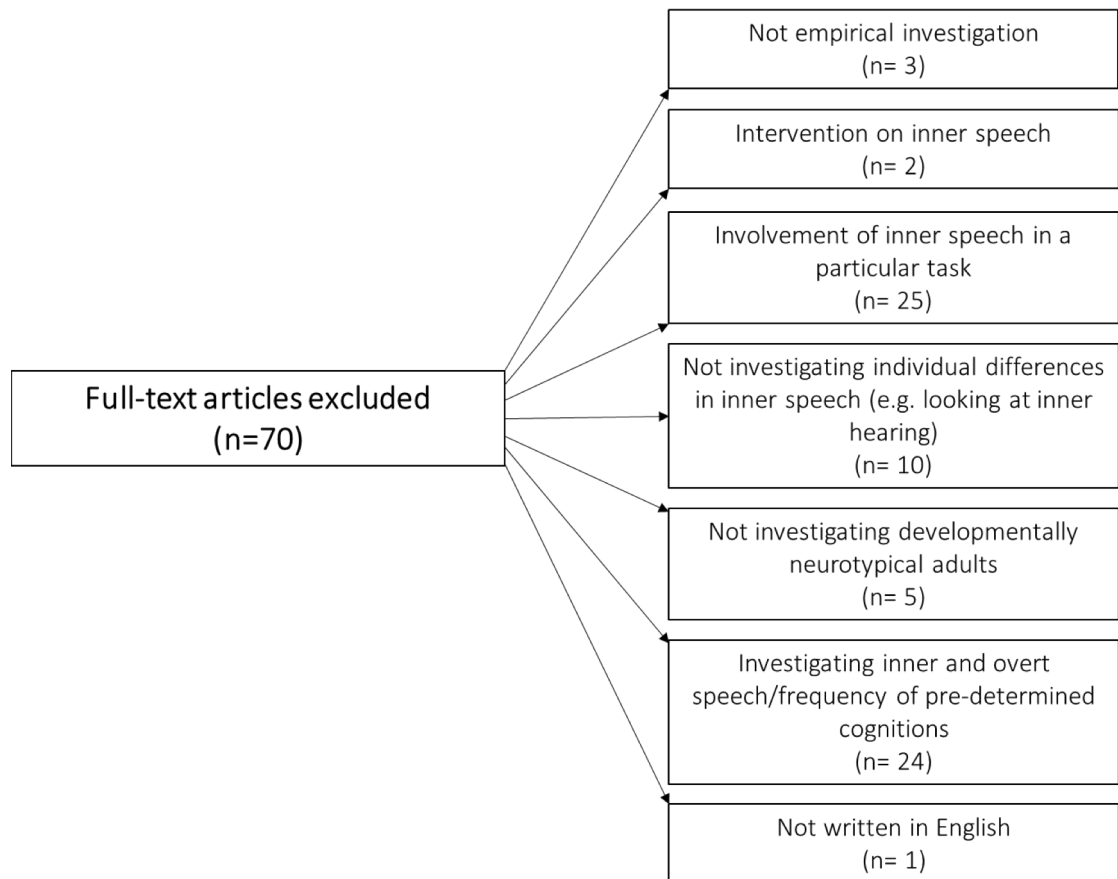 Not empirical investigation
(n= 3)
Intervention on inner speech
(n= 2)
Involvement of inner speech in a
particular task
(n= 25)
Full-text articles excluded
(n=70)
Not investigating individual differences
in inner speech (e.g. looking at inner
hearing)
(n= 10)
Not investigating developmentally
neurotypical adults
(n= 5)
Investigating inner and overt
speech/frequency of pre-determined
cognitions
(n= 24)
Not written in English
(n= 1)